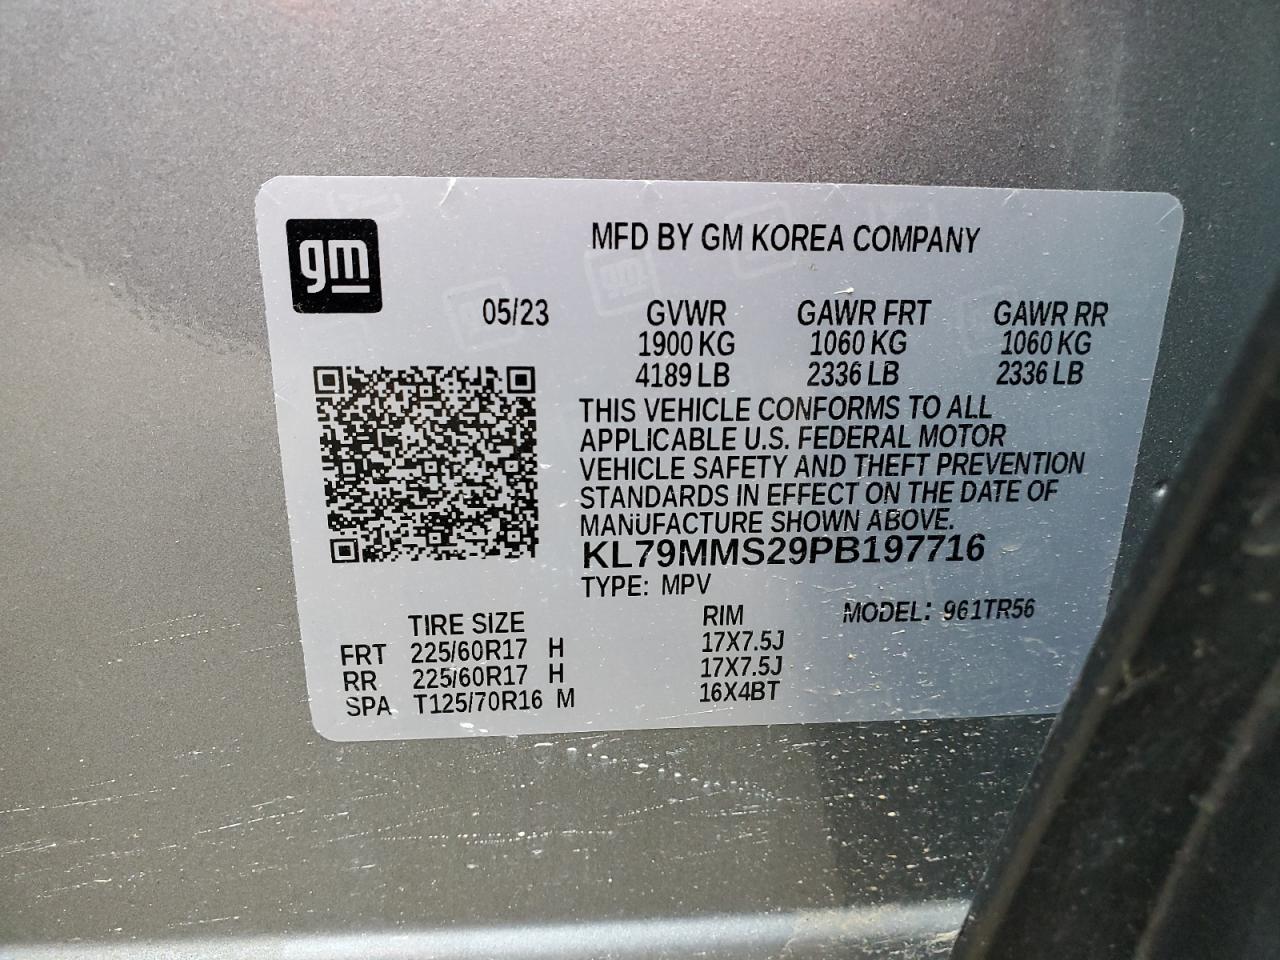 gm
MFD BY GM KOREA COMPANY
05/23 GVWR GAWR FRT GAWR RR
1900 KG 1060 KG 1060 KG
4189 LB 2336 LB 2336 LB
THIS VEHICLE CONFORMS TO ALL
APPLICABLE U.S. FEDERAL MOTOR
VEHICLE SAFETY AND THEFT PREVENTION
STANDARDS IN EFFECT ON THE DATE OF
MANUFACTURE SHOWN ABOVE.
KL79MMS29PB197716
TYPE: MPV
TIRE SIZE RIM MODEL: 961TR56
FRT 225/60R17 H 17X7.5J
RR 225/60R17 H 17X7.5J
SPA T125/70R16 M 16X4BT